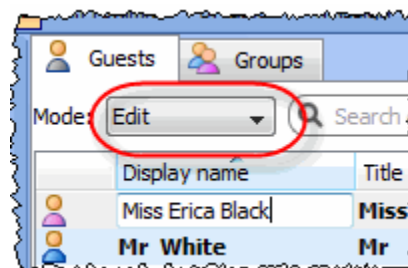 Guests Groups
Mode: Edit Search
Display name Title
Miss Erica Black Miss
Mr White Mr